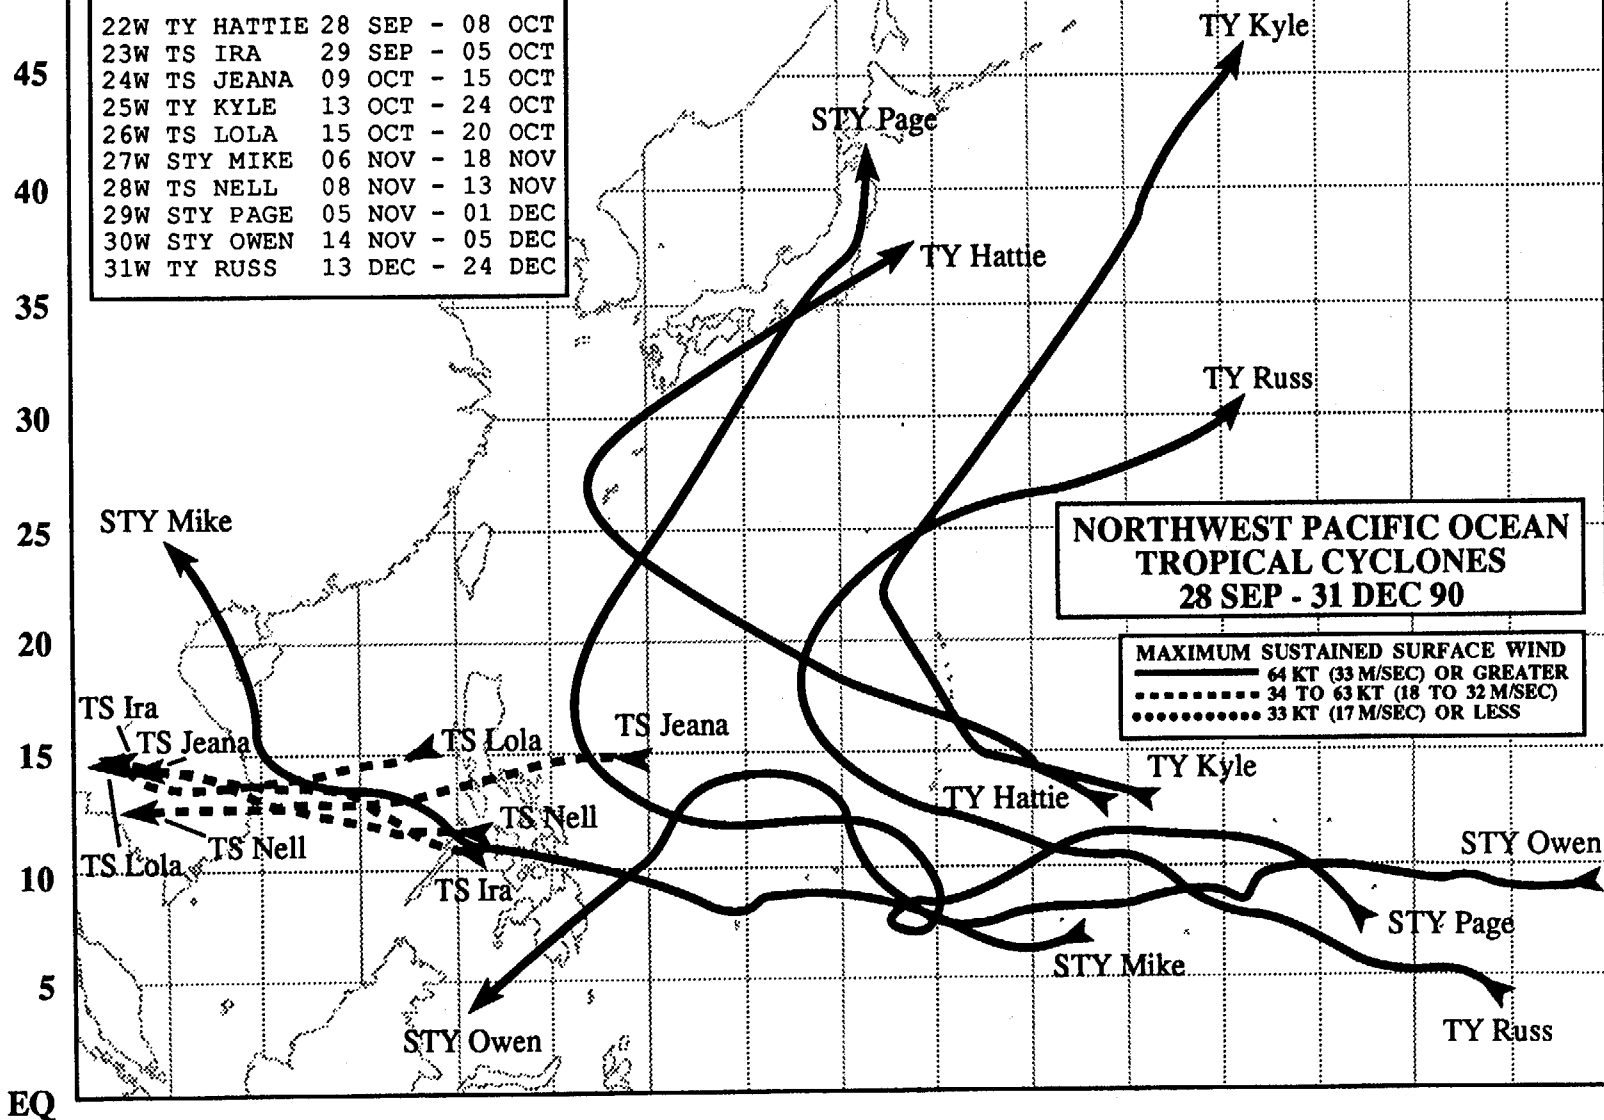 22W TY HATTIE 28 SEP - 08 OCT
23W TS IRA 29 SEP - 05 OCT
24W TS JEANA 09 OCT - 15 OCT
25W TY KYLE 13 OCT - 24 OCT
26W TS LOLA 15 OCT - 20 OCT
27W STY MIKE 06 NOV - 18 NOV
28W TS NELL 08 NOV - 13 NOV
29W STY PAGE 05 NOV - 01 DEC
30W STY OWEN 14 NOV - 05 DEC
31W TY RUSS 13 DEC - 24 DEC
TY Kyle
45
STY Page
40
TY Hattie
35
TY Russ
30
STY Mike
25
NORTHWEST PACIFIC OCEAN
TROPICAL CYCLONES
28 SEP - 31 DEC 90
20
MAXIMUM SUSTAINED SURFACE WIND
64 KT (33 M/SEC) OR GREATER
34 TO 63 KT (18 TO 32 M/SEC)
33 KT (17 M/SEC) OR LESS
TS Ira
TS Jeana
TS Lola
TS Jeana
15
TY Kyle
TY Hattie
TS Nell
TS Nell
TS Lola
STY Owen
10
TS Ira
STY Page
STY Mike
5
TY Russ
STY Owen
EQ